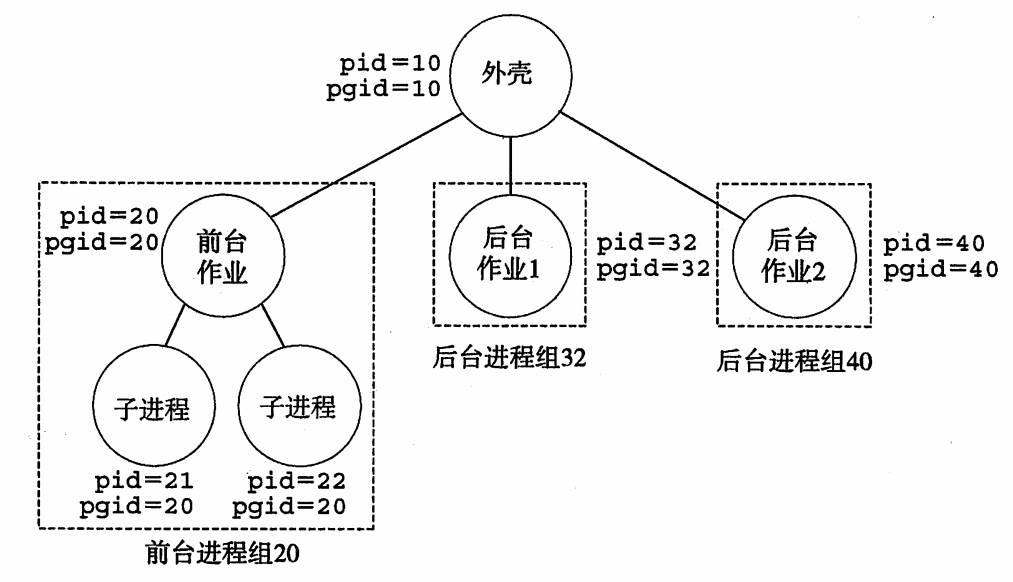 外壳
pid=10
pgid=10
pid=20
pgid=20
前台
作业
后台
作业1
pid=32
pgid=32
后台
作业2
pid=40
pgid=40
后台进程组32
后台进程组40
子进程
子进程
pid=21
pgid=20
pid=22
pgid=20
前台进程组20